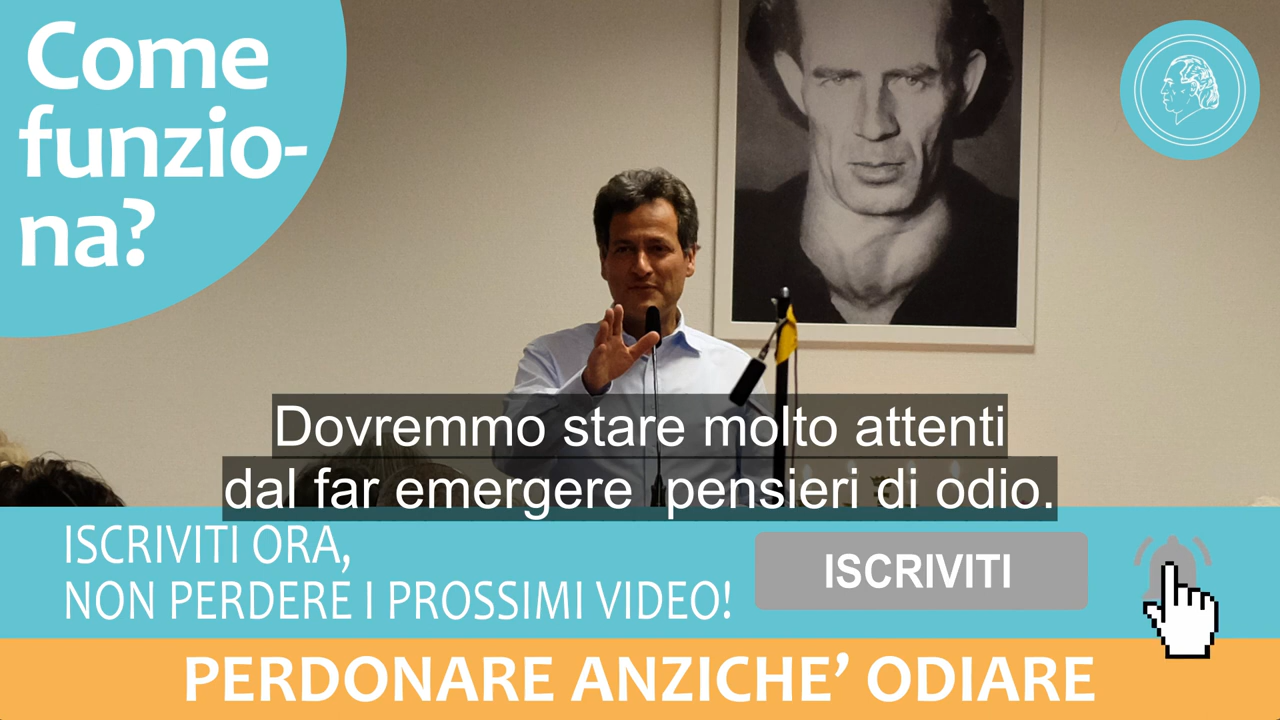 Come
funzio-
na?
Dovremmo stare molto attenti
dal far emergere pensieri di odio.
ISCRIVITI ORA,
NON PERDERE I PROSSIMI VIDEO!
ISCRIVITI
PERDONARE ANZICHE’ ODIARE